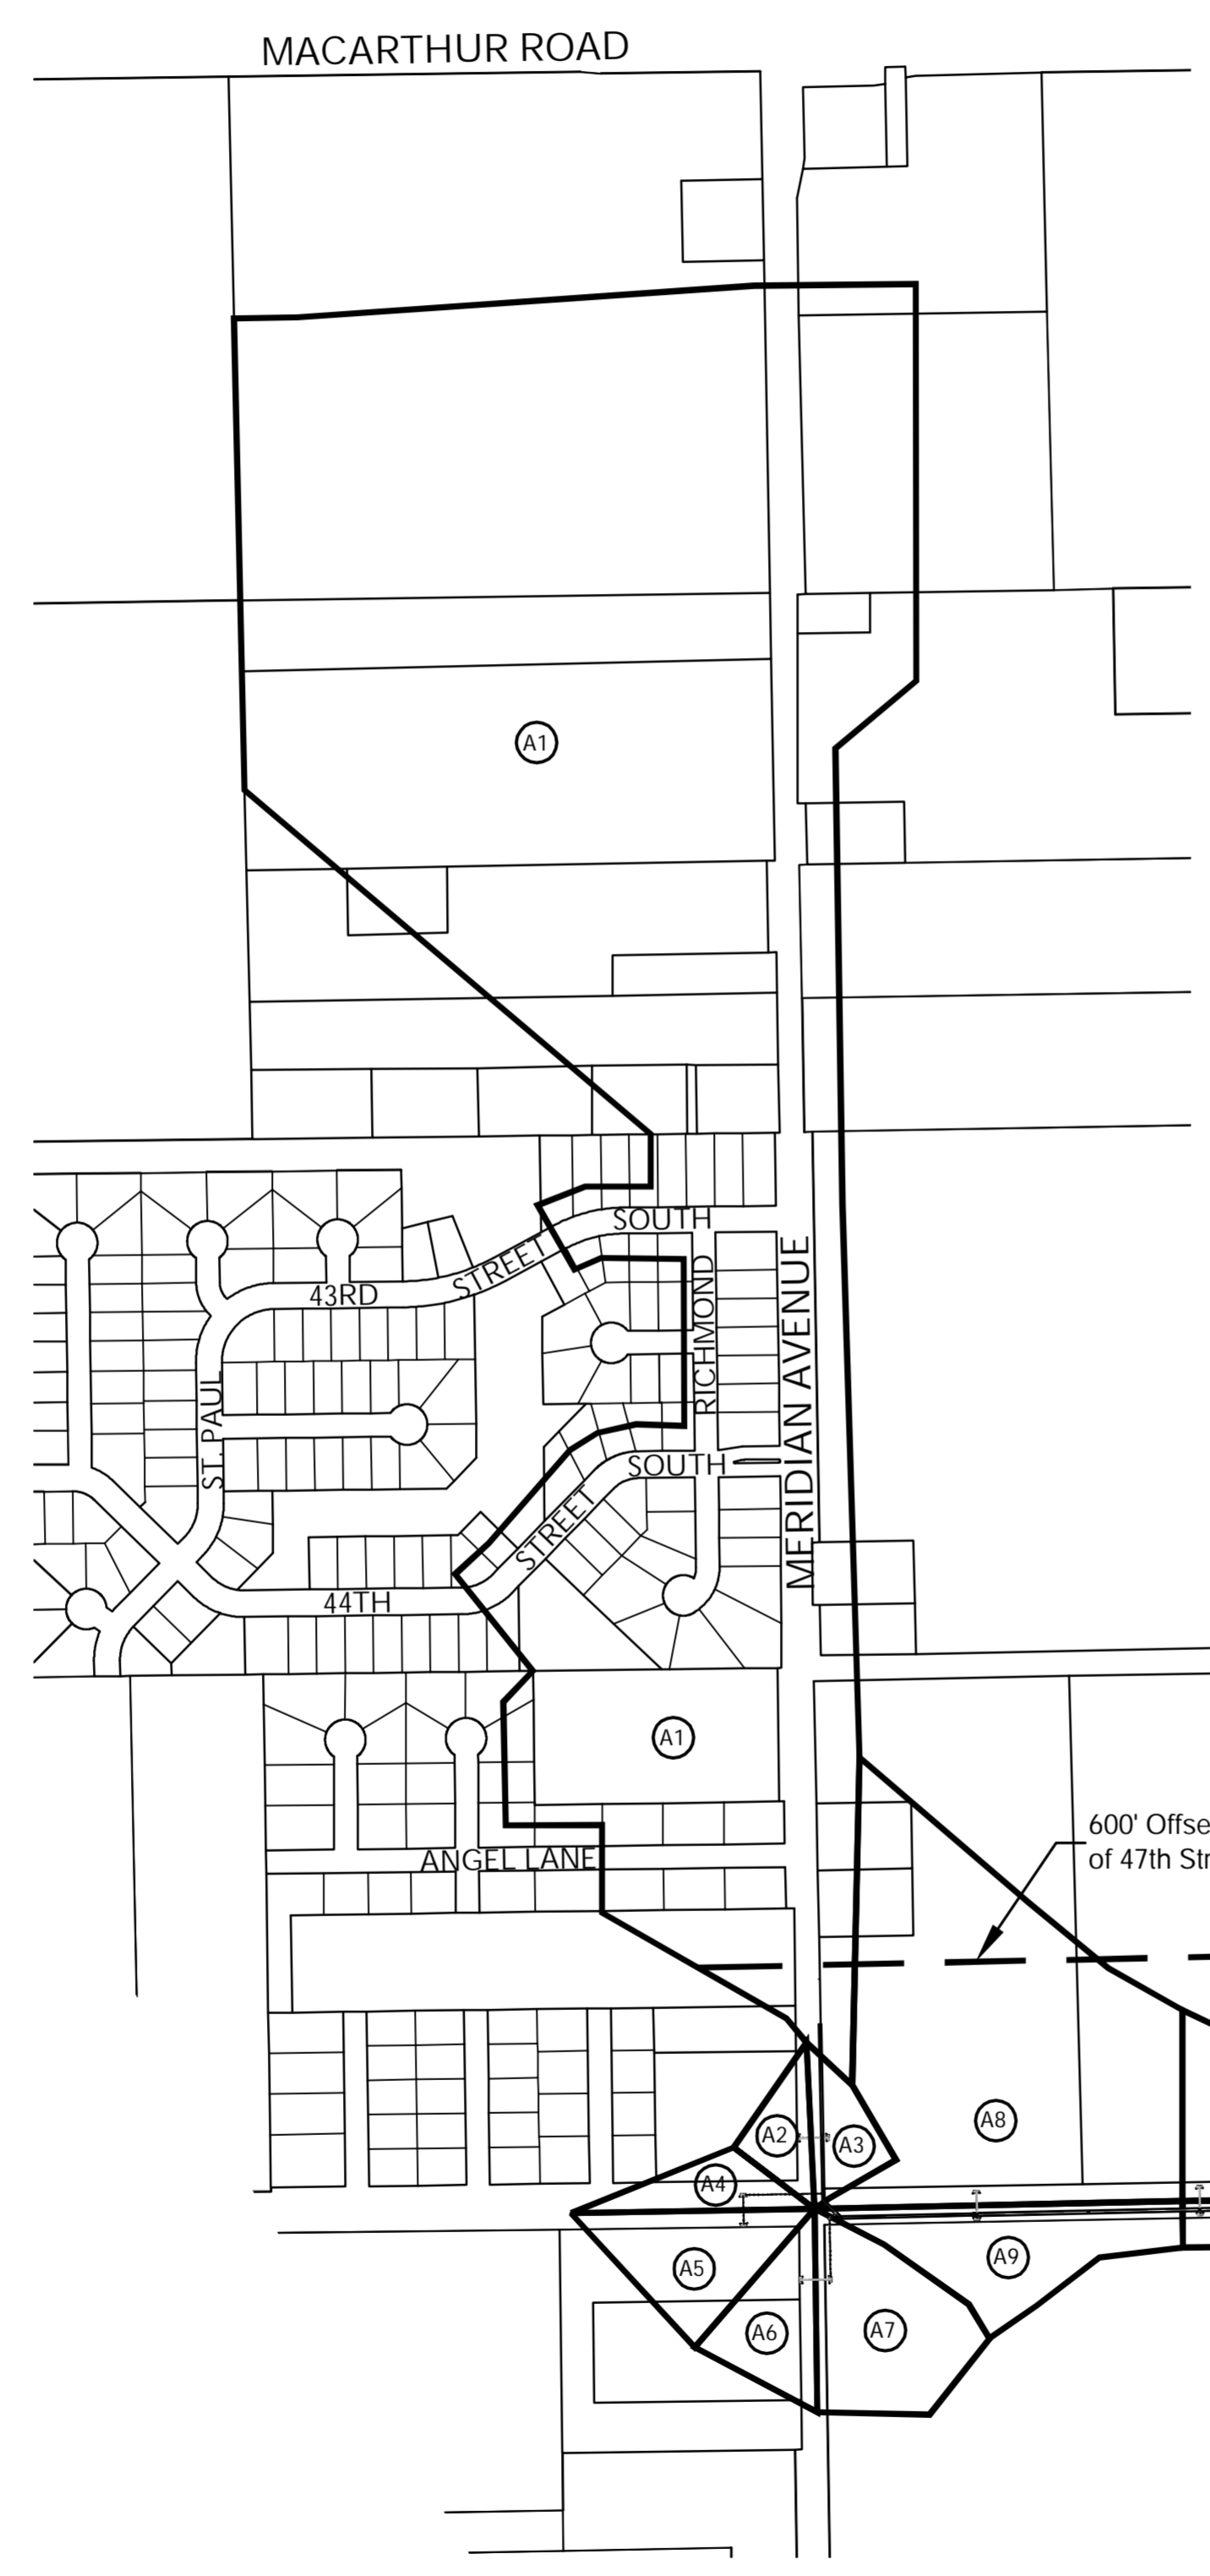 MACARTHUR ROAD
A1
SOUTH
STREET
43RD
RICHMOND
MERIDIAN AVENUE
ST. PAUL
SOUTH
STREET
44TH
A1
600' Offse
of 47th Str
ANGEL LANE
A2
A3
A8
A4
A9
A5
A6
A7